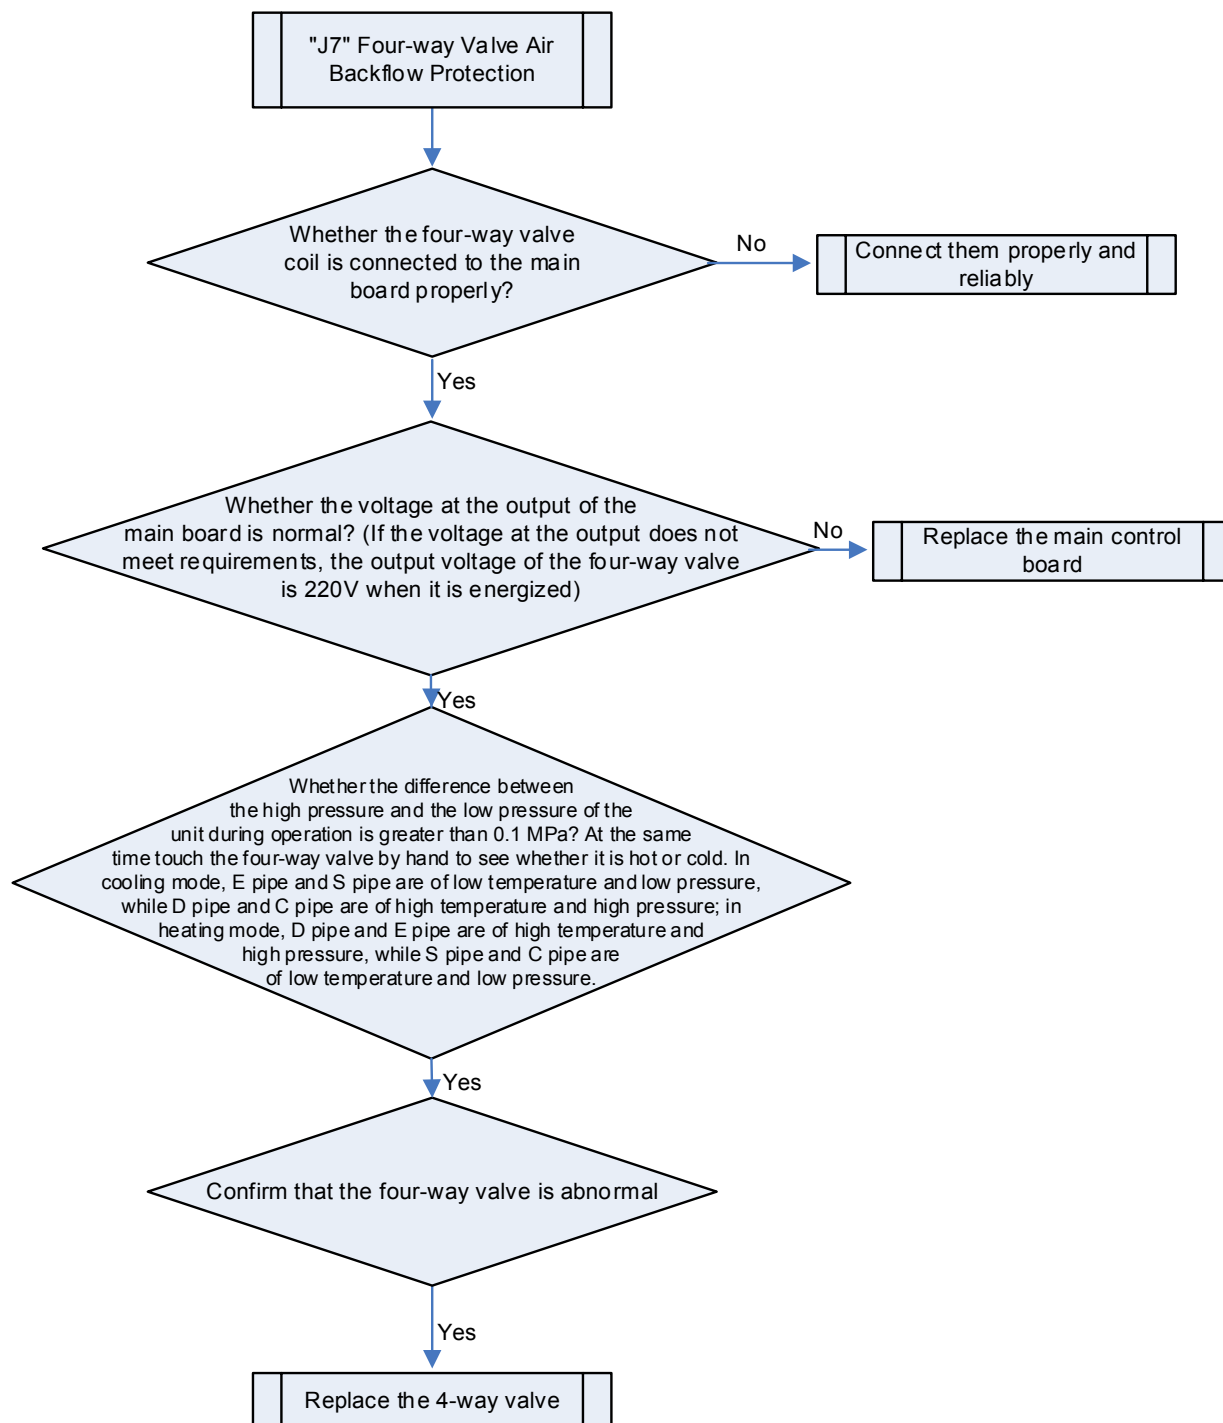 "J7" Four-way Valve Air
Backflow Protection
Whether the four-way valve
coil is connected to the main
board properly?
No
Connect them properly and
reliably
Yes
Whether the voltage at the output of the
main board is normal? (If the voltage at the output does not
meet requirements, the output voltage of the four-way valve
is 220V when it is energized)
No
Replace the main control
board
Yes
Whether the difference between
the high pressure and the low pressure of the
unit during operation is greater than 0.1 MPa? At the same
time touch the four-way valve by hand to see whether it is hot or cold. In
cooling mode, E pipe and S pipe are of low temperature and low pressure,
while D pipe and C pipe are of high temperature and high pressure; in
heating mode, D pipe and E pipe are of high temperature and
high pressure, while S pipe and C pipe are
of low temperature and low pressure.
Yes
Confirm that the four-way valve is abnormal
Yes
Replace the 4-way valve